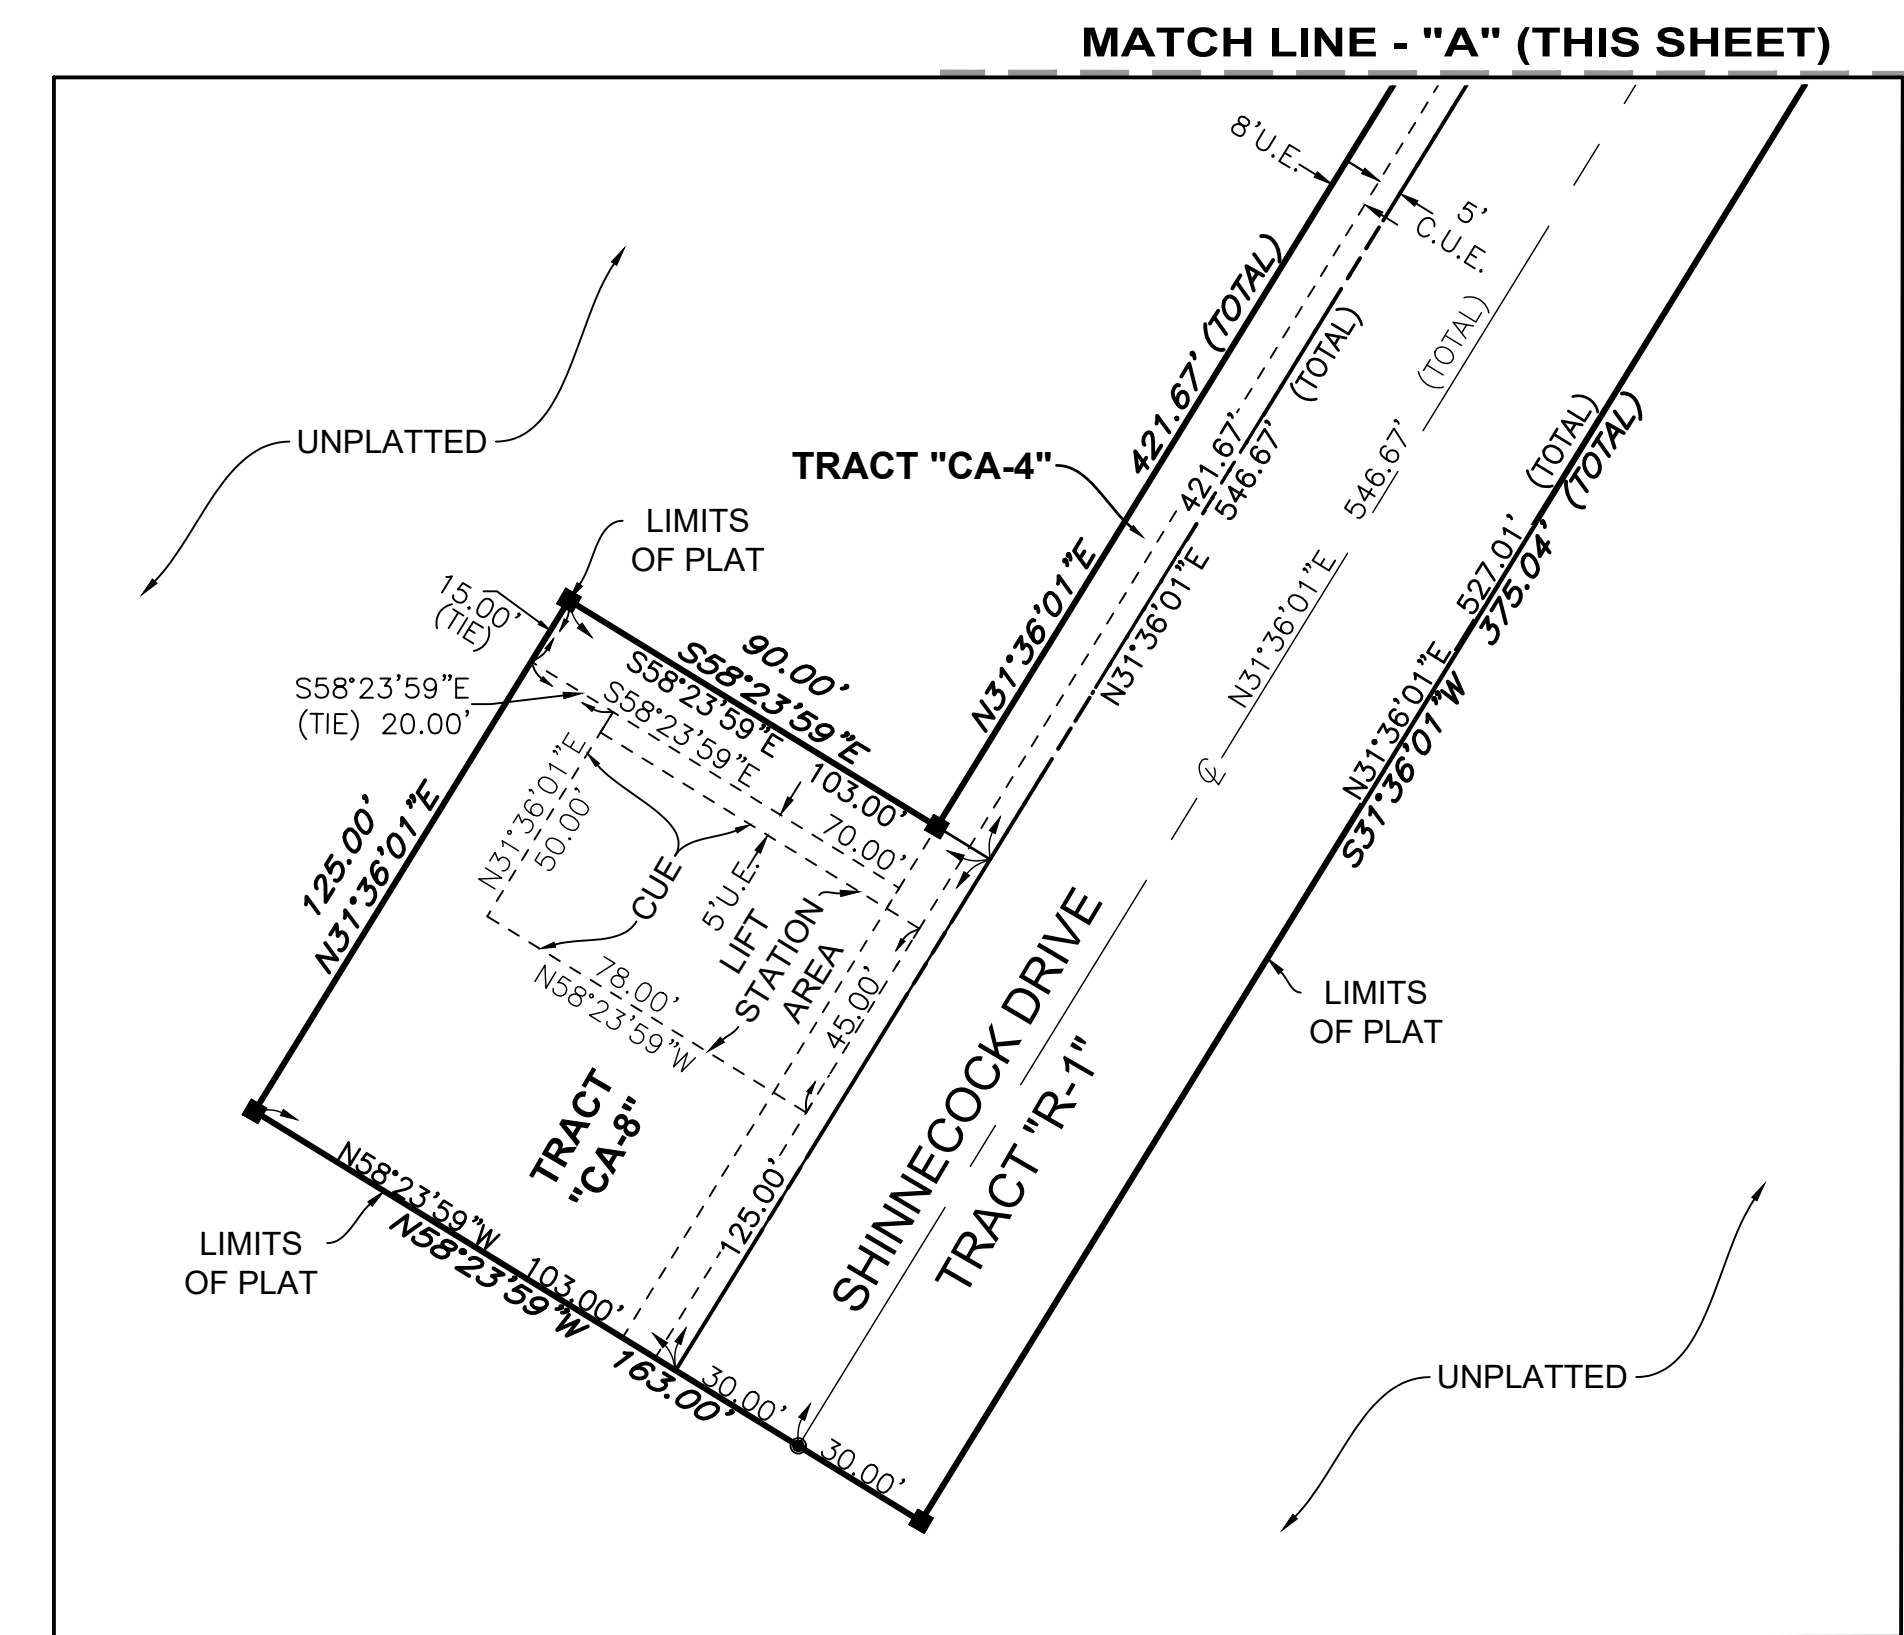 MATCH LINE - "A" (THIS SHEET)
8'U.E.
5'
C.U.E.
UNPLATTED
TRACT "CA-4"
N31°36'01"E 421.67' (TOTAL)
421.67'
N31°36'01"E 546.67' (TOTAL)
N31°36'01"E 546.67' (TOTAL)
℄
N31°36'01"E 527.01' (TOTAL)
S31°36'01"W 375.04' (TOTAL)
LIMITS
OF PLAT
15.00'
(TIE)
S58°23'59"E
(TIE) 20.00'
90.00'
S58°23'59"E
S58°23'59"E 103.00'
S58°23'59"E 70.00'
N31°36'01"E
50.00'
125.00'
N31°36'01"E
CUE
5'U.E.
LIFT
STATION
AREA
78.00'
N58°23'59"W
45.00'
TRACT
"CA-8"
125.00'
SHINNECOCK DRIVE
TRACT "R-1"
LIMITS
OF PLAT
LIMITS
OF PLAT
N58°23'59"W 103.00'
N58°23'59"W 163.00'
30.00'
30.00'
UNPLATTED